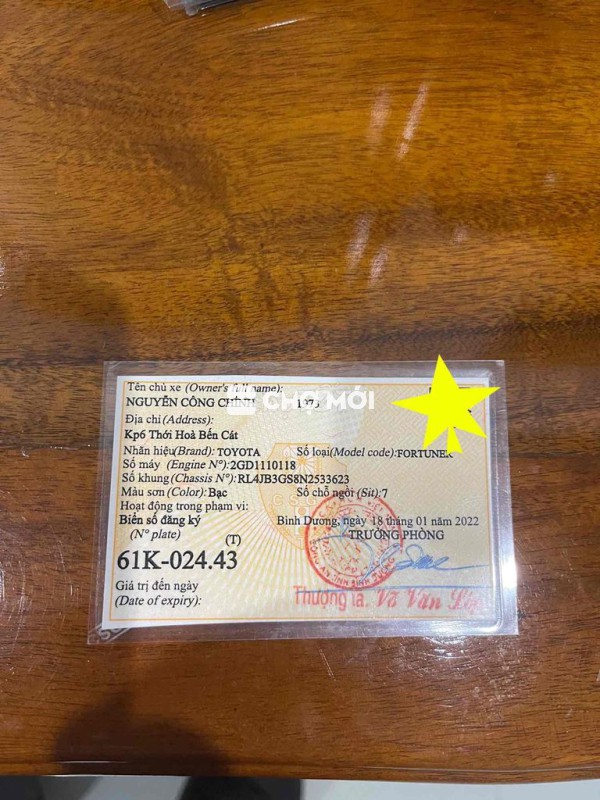 Tên chủ xe (Owner's full name):
NGUYỄN CÔNG CHÍNH 1973
CHỢ MỚI
Địa chỉ (Address):
Kp6 Thới Hoà Bến Cát
Nhãn hiệu(Brand): TOYOTA Số loại(Model code):FORTUNER
Số máy (Engine N°):2GD1110118
Số khung (Chassis N°):RL4JB3GS8N2533623
Màu sơn (Color): Bạc Số chỗ ngồi (Sit):7
Hoạt động trong phạm vi:
Biển số đăng ký Bình Dương, ngày 18 tháng 01 năm 2022
(N° plate) (T) TRƯỞNG PHÒNG
61K-024.43
Giá trị đến ngày
(Date of expiry): Thượng tá. Võ Văn